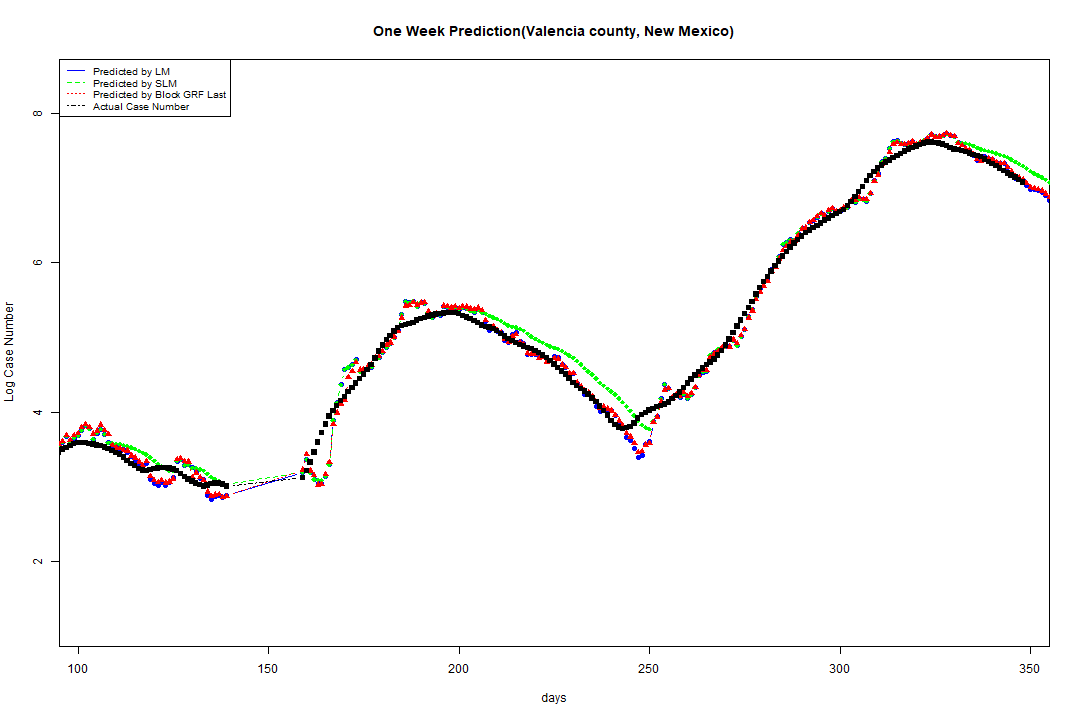 One Week Prediction(Valencia county, New Mexico)
Predicted by LM
Predicted by SLM
Predicted by Block GRF Last
Actual Case Number
8
6
4
2
Log Case Number
100 150 200 250 300 350
days